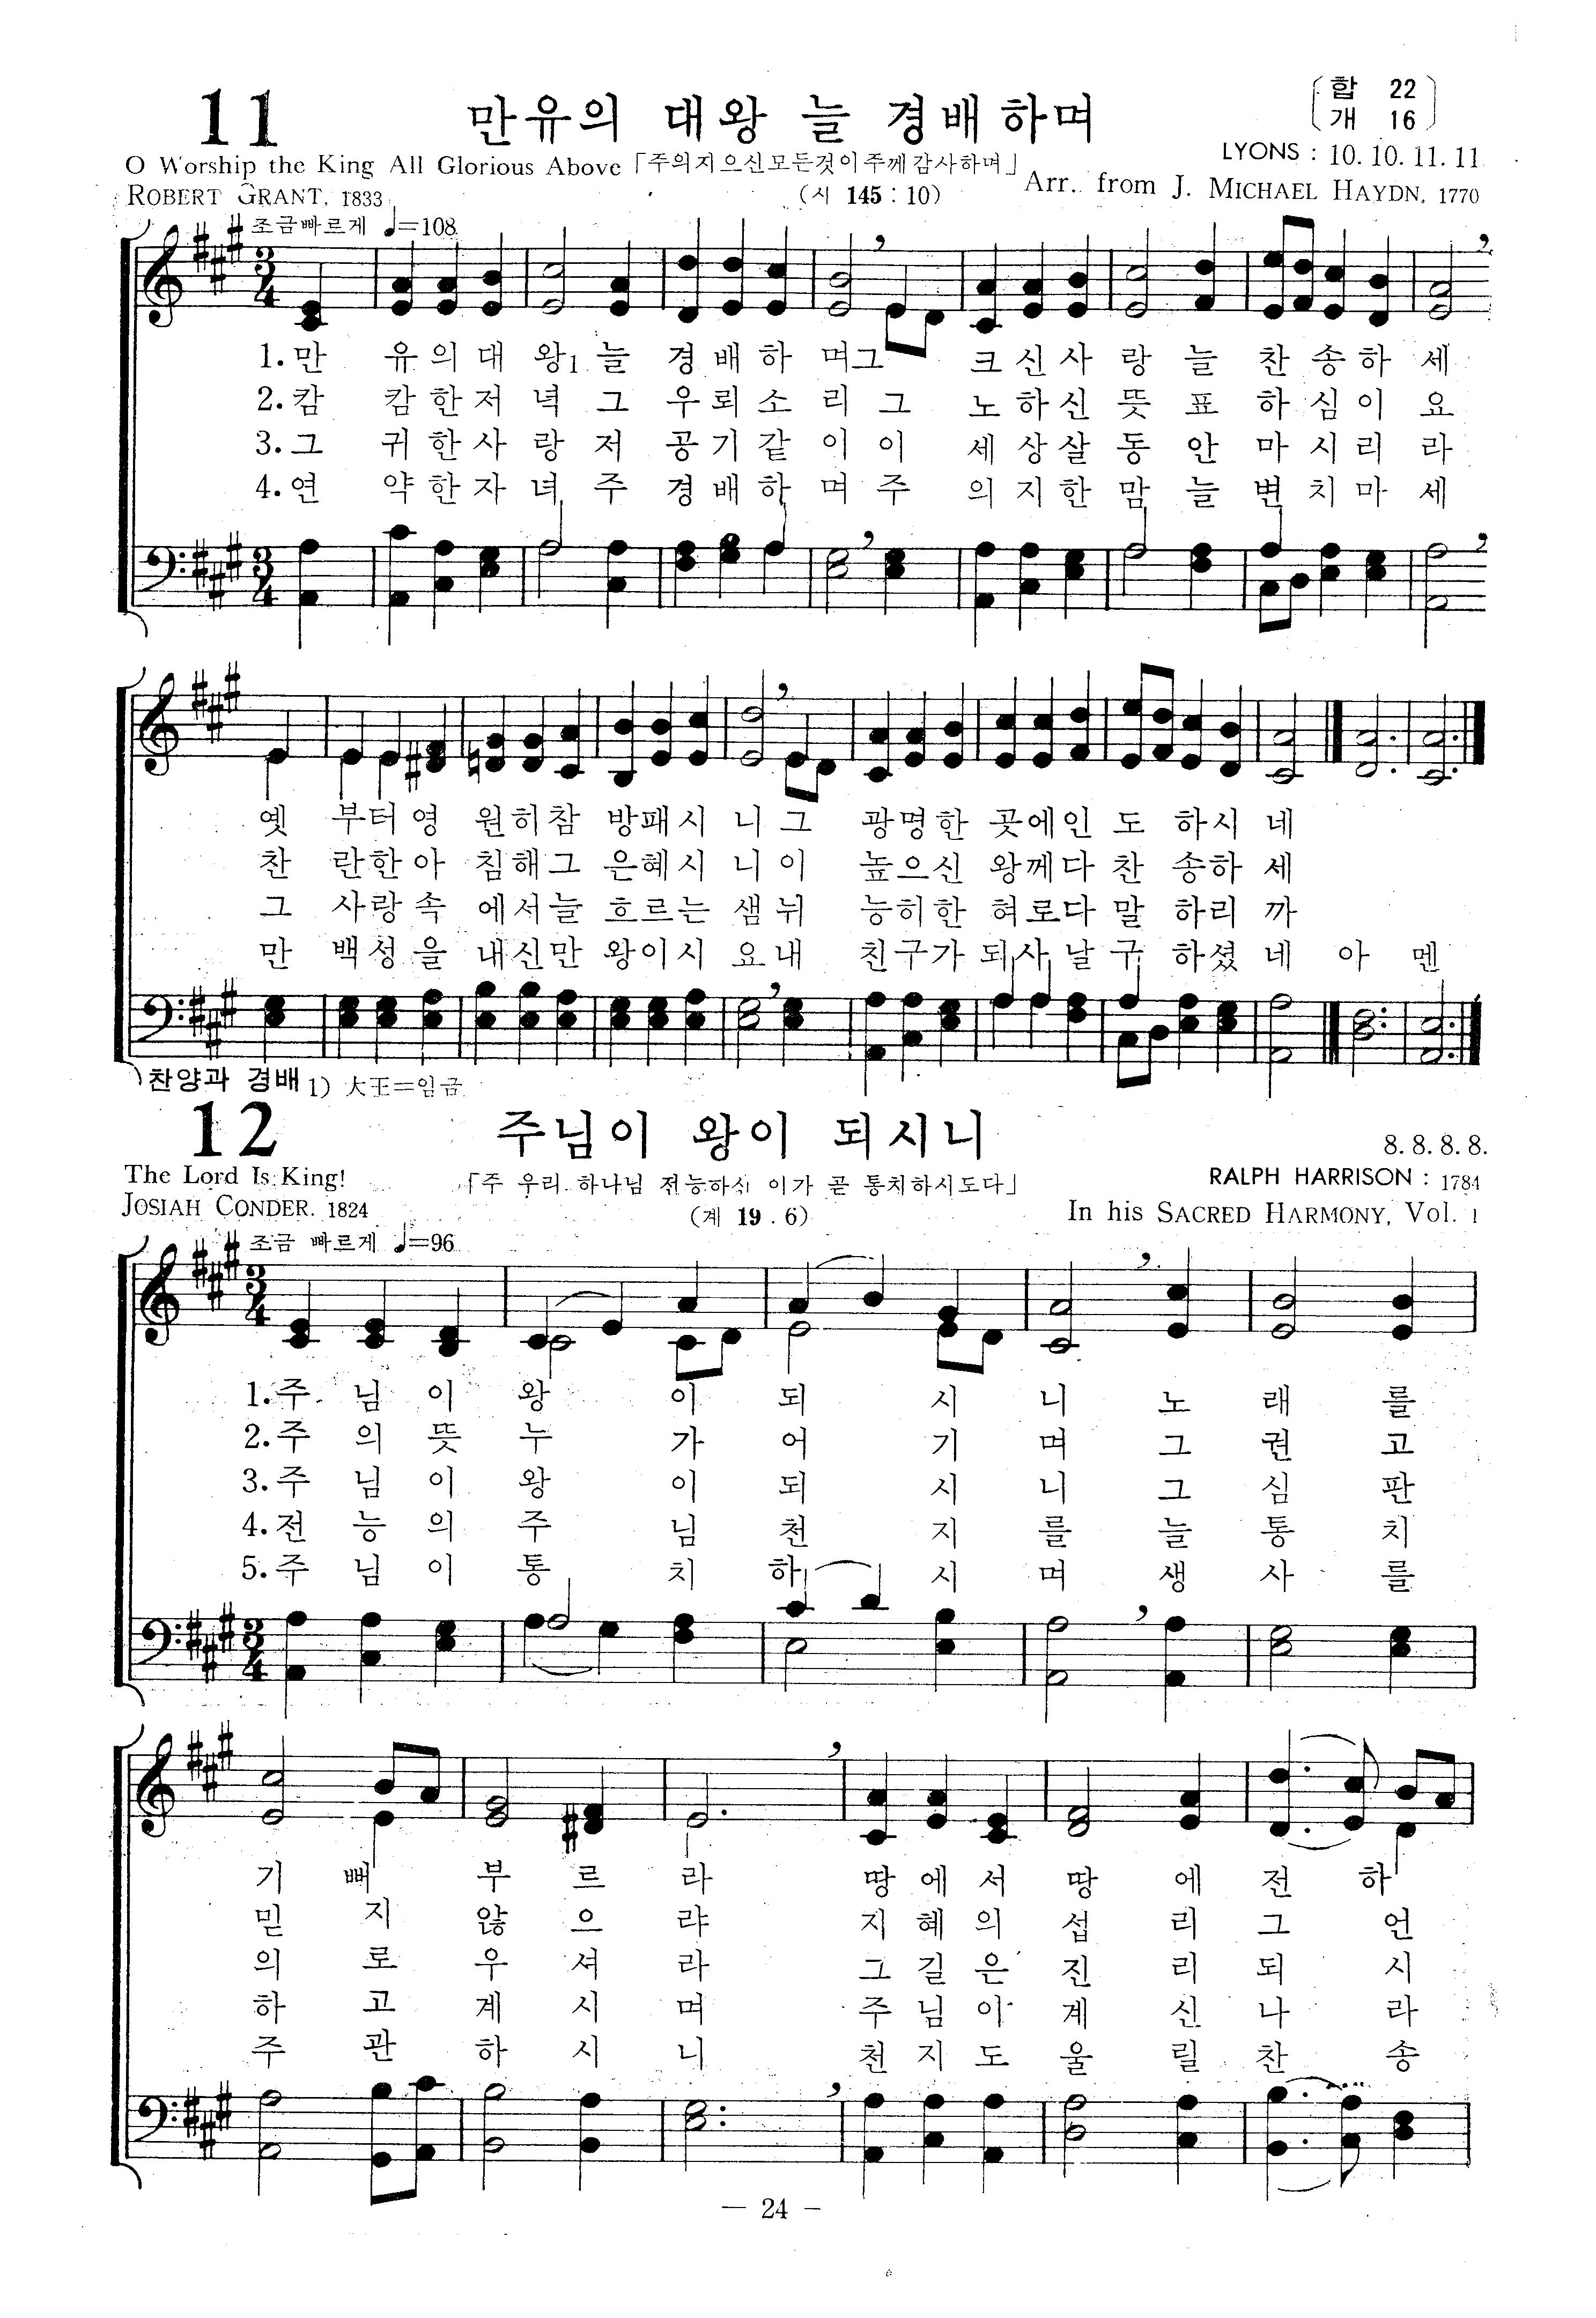 11 만유의 대왕 늘 경배하며 (합 22 개 16)
O Worship the King All Glorious Above 「주의지으신모든것이주께감사하며」 LYONS : 10. 10. 11. 11
ROBERT GRANT, 1833 (시 145 : 10) Arr. from J. MICHAEL HAYDN, 1770
조금빠르게 ♩=108
3/4
1.만 유의대 왕1 늘 경배하 며그 크신사 랑 늘 찬송하 세
2.캄 캄한저 녁 그 우뢰소 리 그 노하신 뜻 표 하심이 요
3.그 귀한사 랑 저 공기같 이 이 세상살 동 안 마시리 라
4.연 약한자 녀 주 경배하 며 주 의지한 맘 늘 변치마 세
3/4
옛 부터영 원히참 방패시 니그 광명한 곳에인 도 하시 네
찬 란한아 침해그 은혜시 니이 높으신 왕께다 찬 송하 세
그 사랑속 에서늘 흐르는 샘뉘 능히한 혀로다 말 하리 까
만 백성을 내신만 왕이시 요내 친구가 되사날 구 하셨 네 아 멘
찬양과 경배 1) 大王=임금
12 주님이 왕이 되시니 8. 8. 8. 8.
The Lord Is King! 「주 우리 하나님 전능하신 이가 곧 통치하시도다」 RALPH HARRISON : 1784
JOSIAH CONDER, 1824 (계 19 . 6) In his SACRED HARMONY, Vol. 1
조금 빠르게 ♩=96
3/4
1.주 님 이 왕 이 되 시 니 노 래 를
2.주 의 뜻 누 가 어 기 며 그 권 고
3.주 님 이 왕 이 되 시 니 그 심 판
4.전 능 의 주 님 천 지 를 늘 통 치
5.주 님 이 통 치 하 시 며 생 사 를
3/4
기 뻐 부 르 라 땅 에 서 땅 에 전 하
믿 지 않 으 랴 지 혜 의 섭 리 그 언
의 로 우 셔 라 그 길 은 진 리 되 시
하 고 계 시 며 주 님 이 계 신 나 라
주 관 하 시 니 천 지 도 울 릴 찬 송
— 24 –